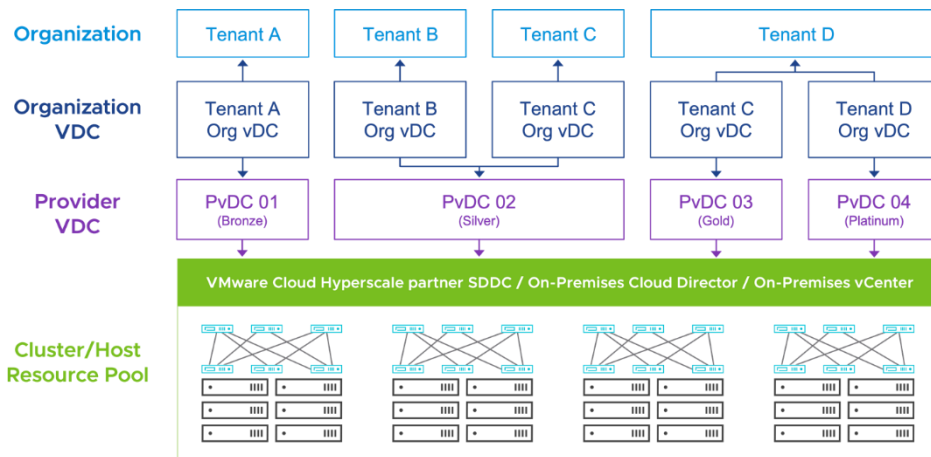 Organization
Tenant A
Tenant B
Tenant C
Tenant D
Organization
VDC
Tenant A
Org vDC
Tenant B
Org vDC
Tenant C
Org vDC
Tenant C
Org vDC
Tenant D
Org vDC
Provider
VDC
PvDC 01
(Bronze)
PvDC 02
(Silver)
PvDC 03
(Gold)
PvDC 04
(Platinum)
VMware Cloud Hyperscale partner SDDC / On-Premises Cloud Director / On-Premises vCenter
Cluster/Host
Resource Pool